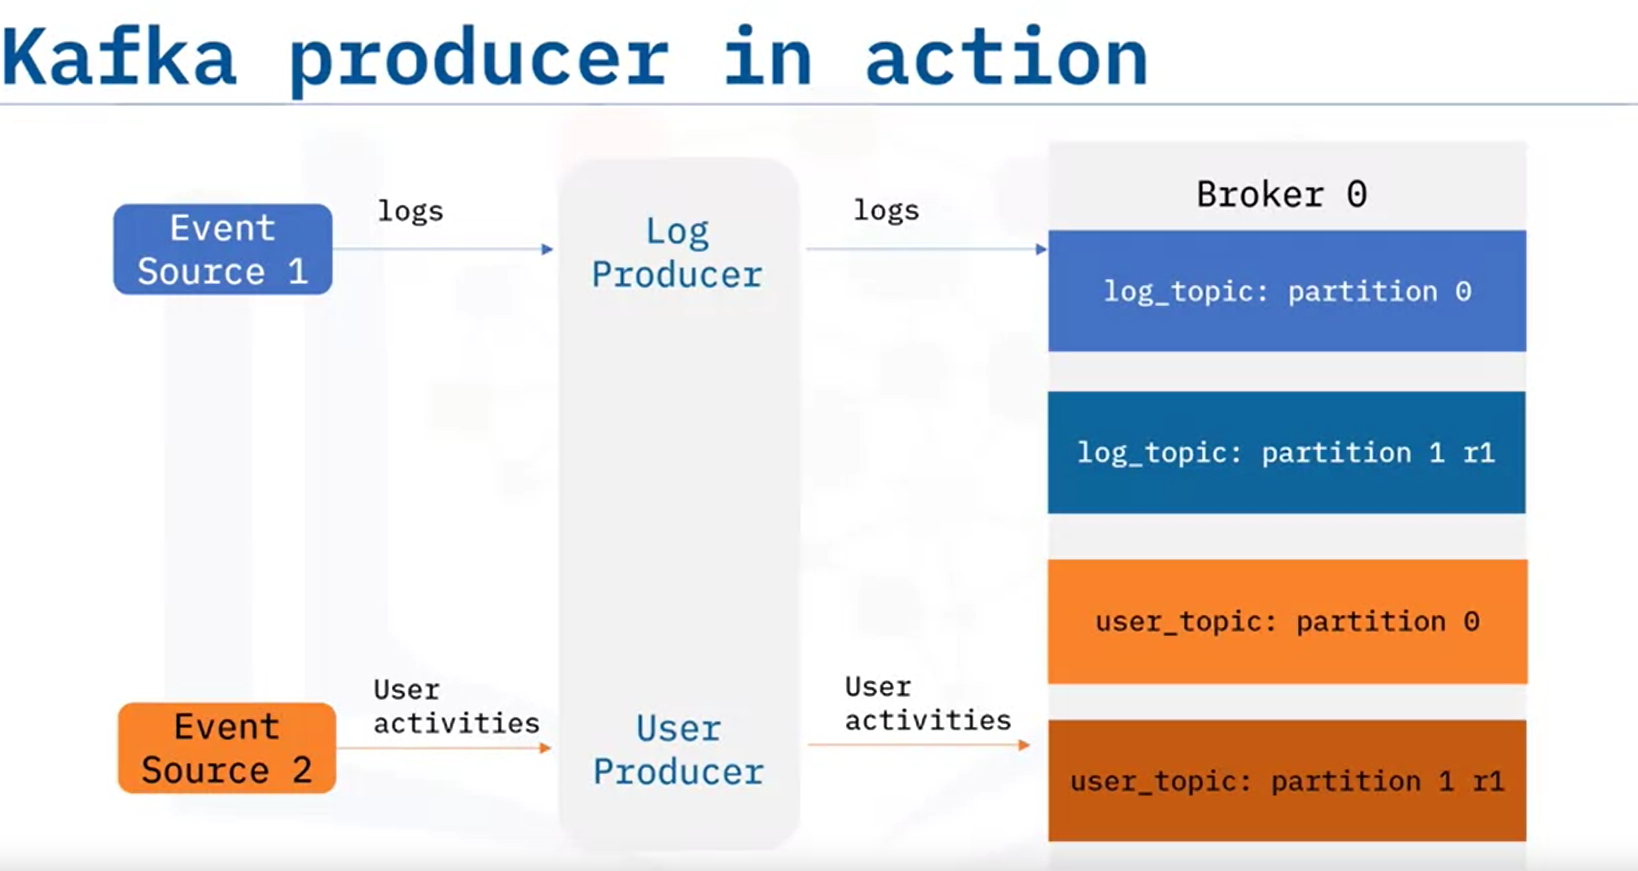 Kafka producer in action
Event
Source 1
logs
Log
Producer
logs
Broker 0
log_topic: partition 0
log_topic: partition 1 r1
user_topic: partition 0
Event
Source 2
User
activities
User
Producer
User
activities
user_topic: partition 1 r1